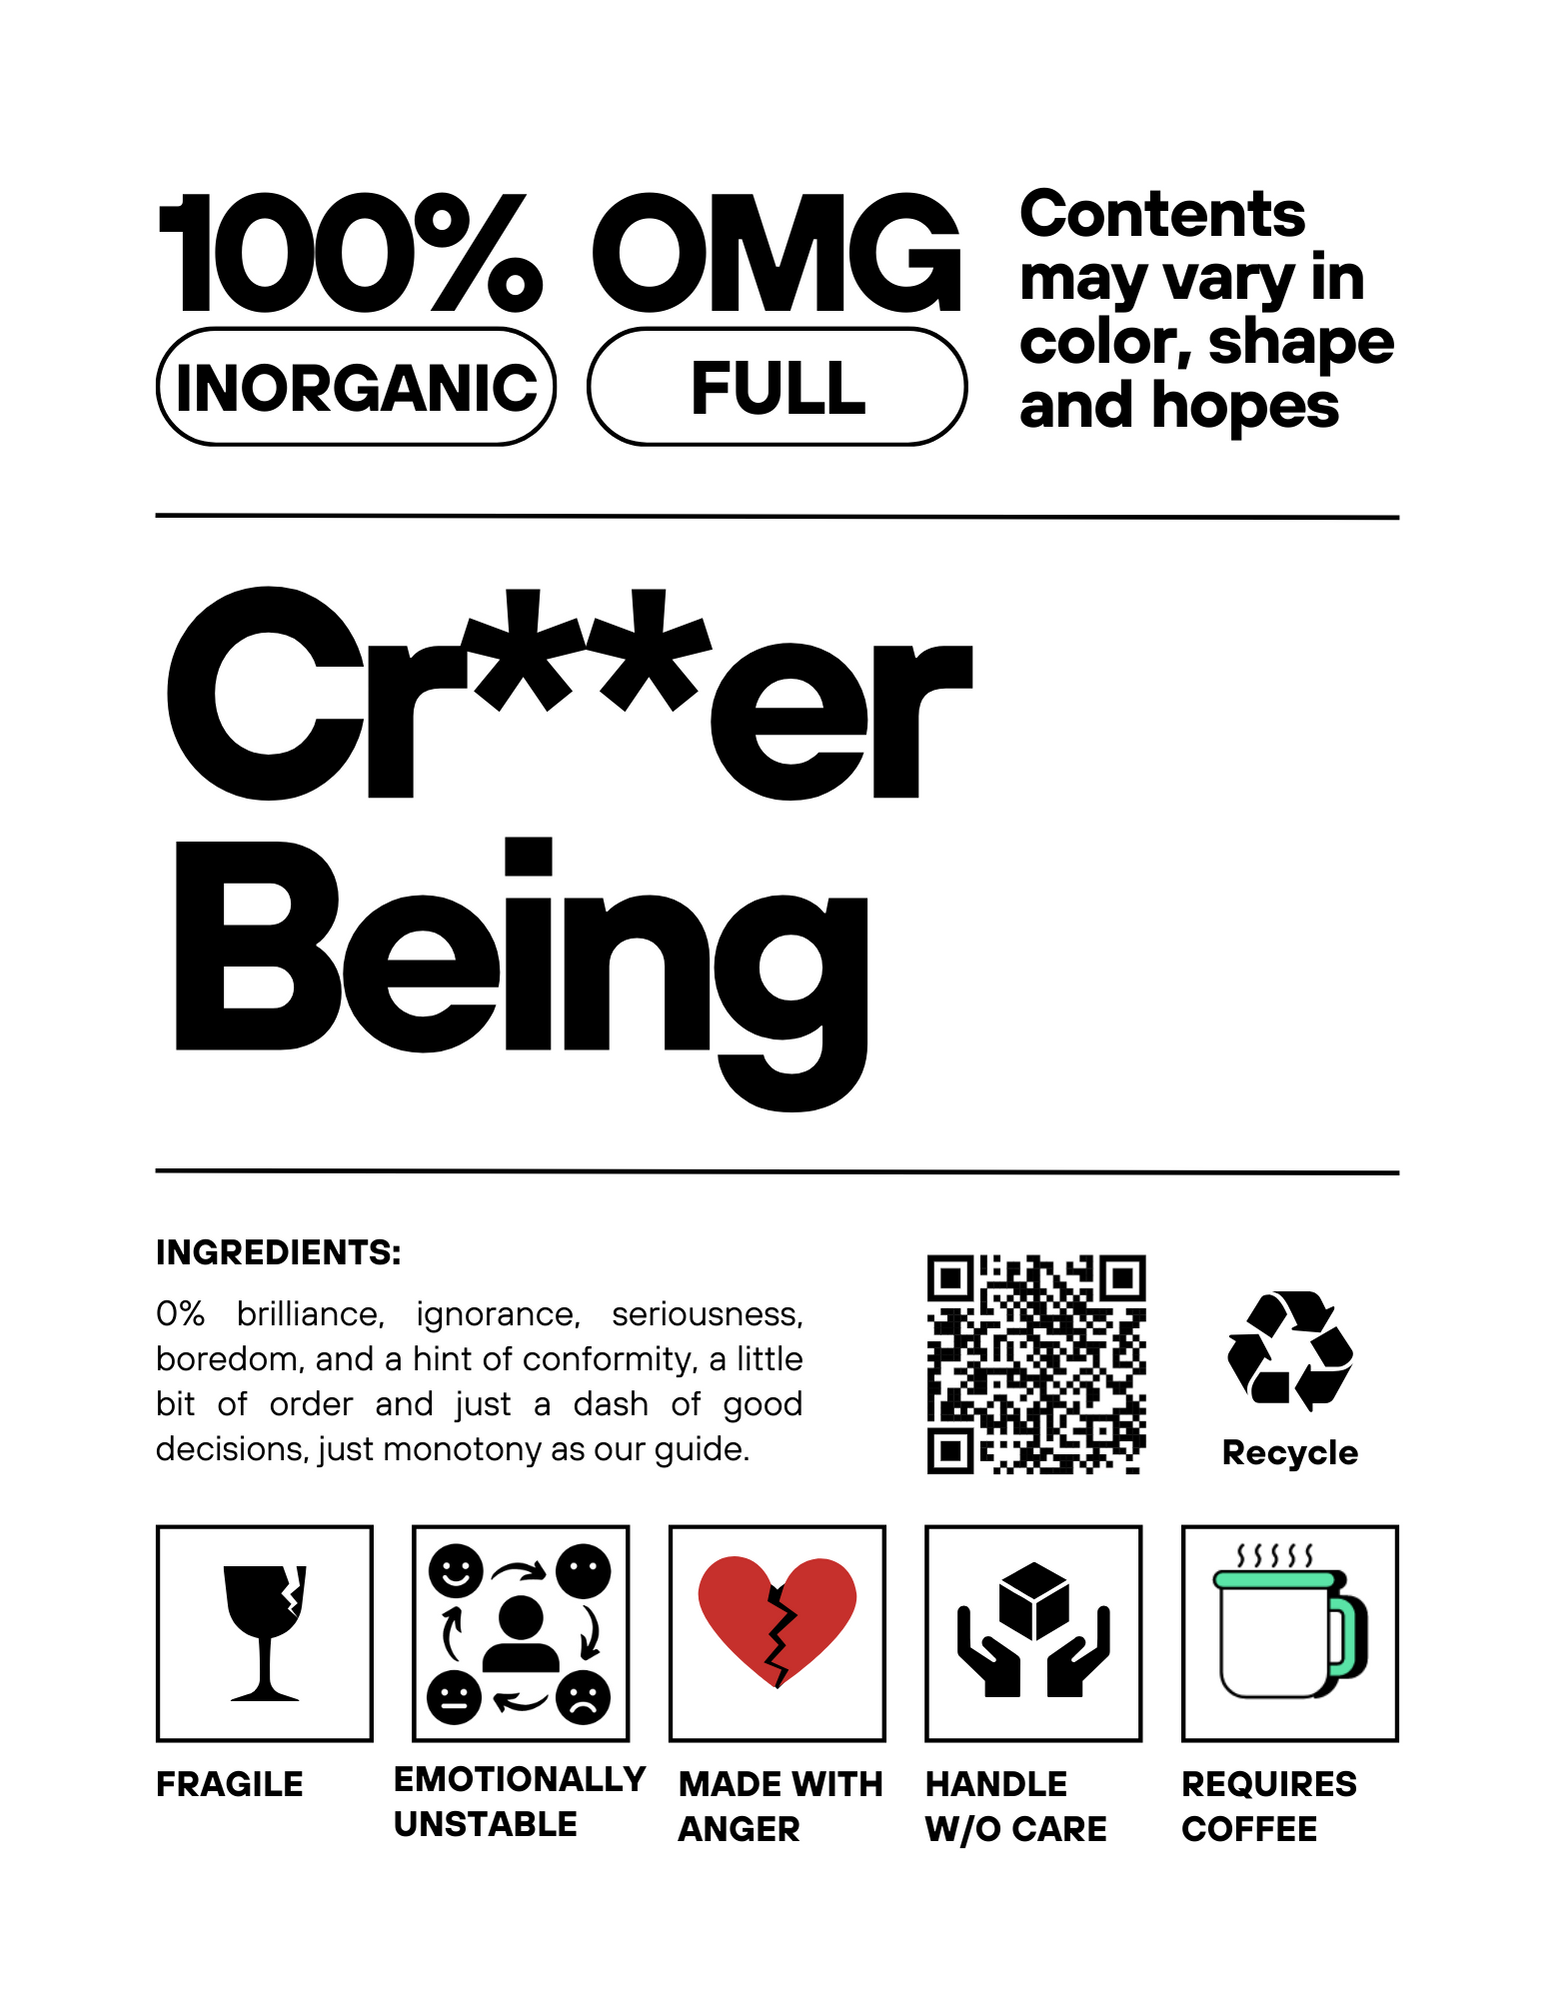 100% OMG
INORGANIC FULL
Contents
may vary in
color, shape
and hopes
Cr**er
Being
INGREDIENTS:
0% brilliance, ignorance, seriousness,
boredom, and a hint of conformity, a little
bit of order and just a dash of good
decisions, just monotony as our guide.
Recycle
FRAGILE
EMOTIONALLY
UNSTABLE
MADE WITH
ANGER
HANDLE
W/O CARE
REQUIRES
COFFEE